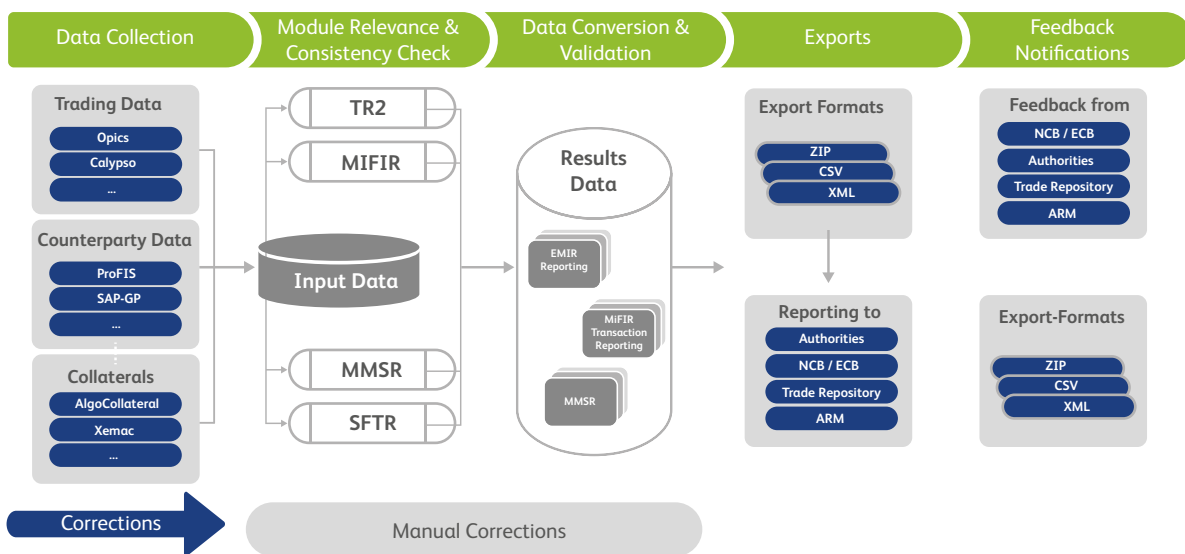 Data Collection
Module Relevance &
Consistency Check
Data Conversion &
Validation
Exports
Feedback
Notifications
Trading Data
Opics
Calypso
...
Counterparty Data
ProFIS
SAP-GP
...
Collaterals
AlgoCollateral
Xemac
...
TR2
MIFIR
Input Data
MMSR
SFTR
Results
Data
EMIR
Reporting
MiFIR
Transaction
Reporting
MMSR
Export Formats
ZIP
CSV
XML
Reporting to
Authorities
NCB / ECB
Trade Repository
ARM
Feedback from
NCB / ECB
Authorities
Trade Repository
ARM
Export-Formats
ZIP
CSV
XML
Corrections
Manual Corrections